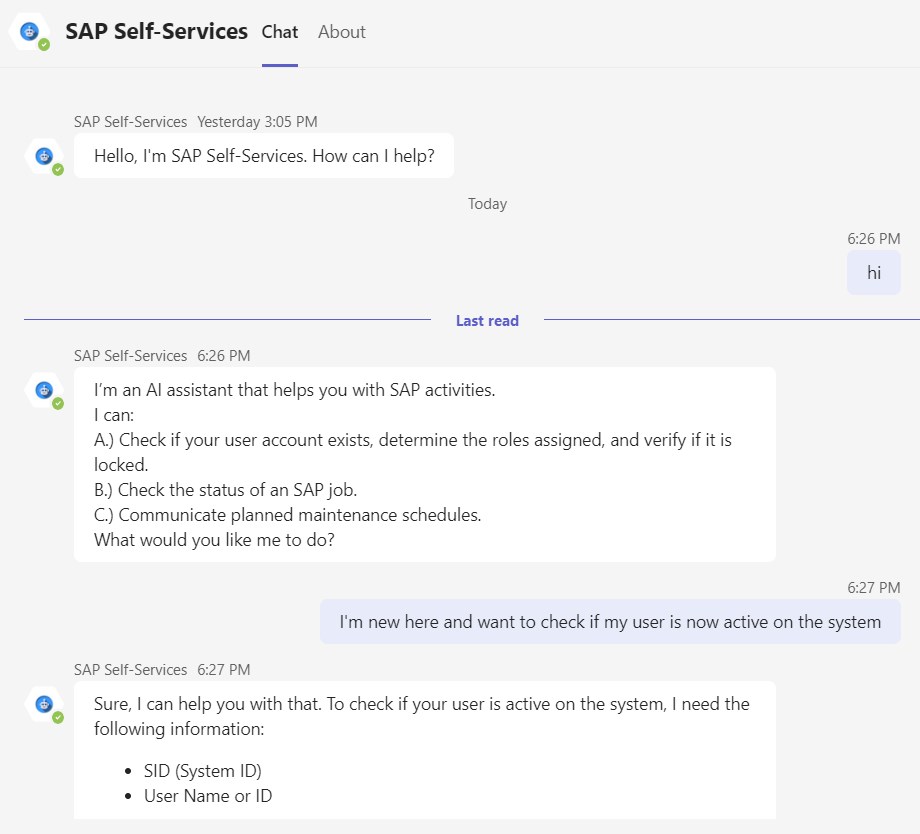 SAP Self-Services Chat About
SAP Self-Services Yesterday 3:05 PM
Hello, I'm SAP Self-Services. How can I help?
Today
6:26 PM
hi
Last read
SAP Self-Services 6:26 PM
I’m an AI assistant that helps you with SAP activities.
I can:
A.) Check if your user account exists, determine the roles assigned, and verify if it is
locked.
B.) Check the status of an SAP job.
C.) Communicate planned maintenance schedules.
What would you like me to do?
6:27 PM
I'm new here and want to check if my user is now active on the system
SAP Self-Services 6:27 PM
Sure, I can help you with that. To check if your user is active on the system, I need the
following information:
• SID (System ID)
• User Name or ID